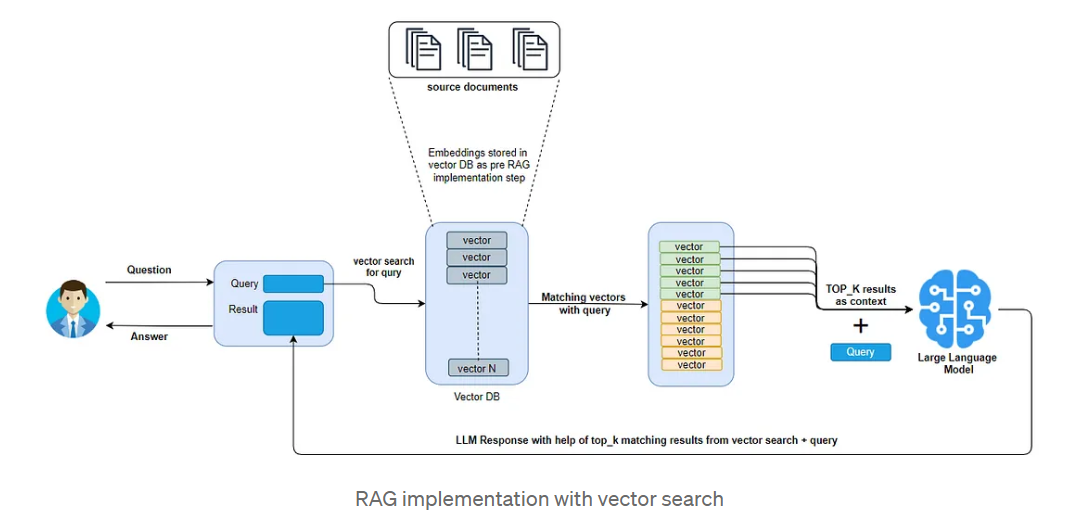 source documents
Embeddings stored in
vector DB as pre RAG
implementation step
Question
Answer
Query
Result
vector search
for qury
vector
vector
vector
vector N
Vector DB
Matching vectors
with query
vector
vector
vector
vector
vector
vector
vector
vector
vector
vector
vector
TOP_K results
as context
+
Query
Large Language
Model
LLM Response with help of top_k matching results from vector search + query
RAG implementation with vector search